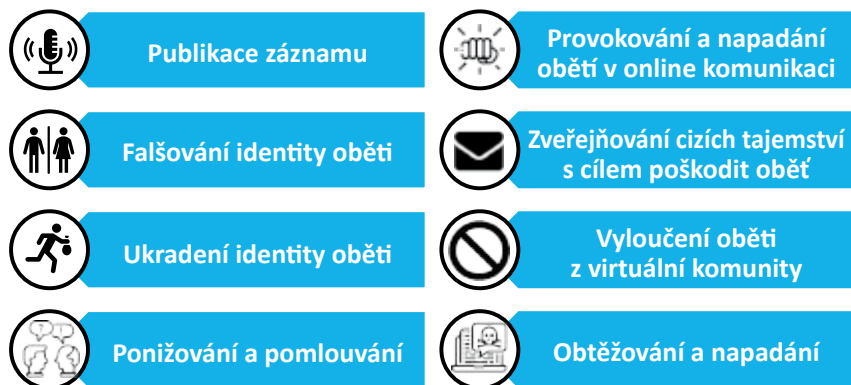 Publikace záznamu
Provokování a napadání
obětí v online komunikaci
Falšování identity oběti
Zveřejňování cizích tajemství
s cílem poškodit oběť
Ukradení identity oběti
Vyloučení oběti
z virtuální komunity
Ponižování a pomlouvání
Obtěžování a napadání